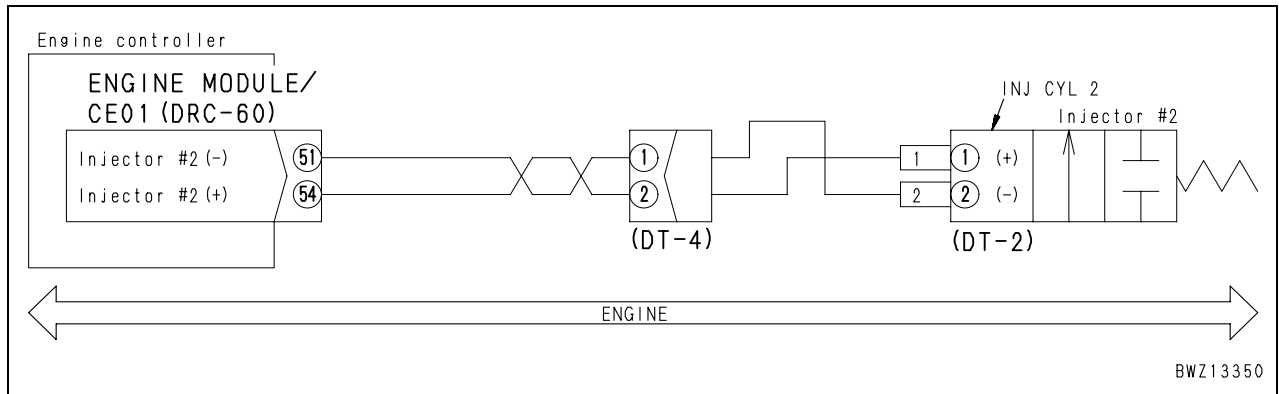 Engine controller
ENGINE MODULE/
CE01 (DRC-60)
Injector #2 (-)
51
Injector #2 (+)
54
1
2
(DT-4)
INJ CYL 2
Injector #2
1
1
(+)
2
2
(-)
(DT-2)
ENGINE
BWZ13350